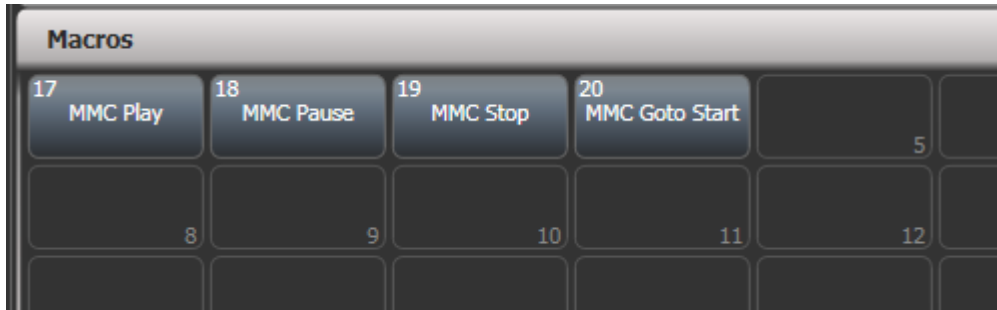 Macros
17
MMC Play
18
MMC Pause
19
MMC Stop
20
MMC Goto Start
5
8
9
10
11
12